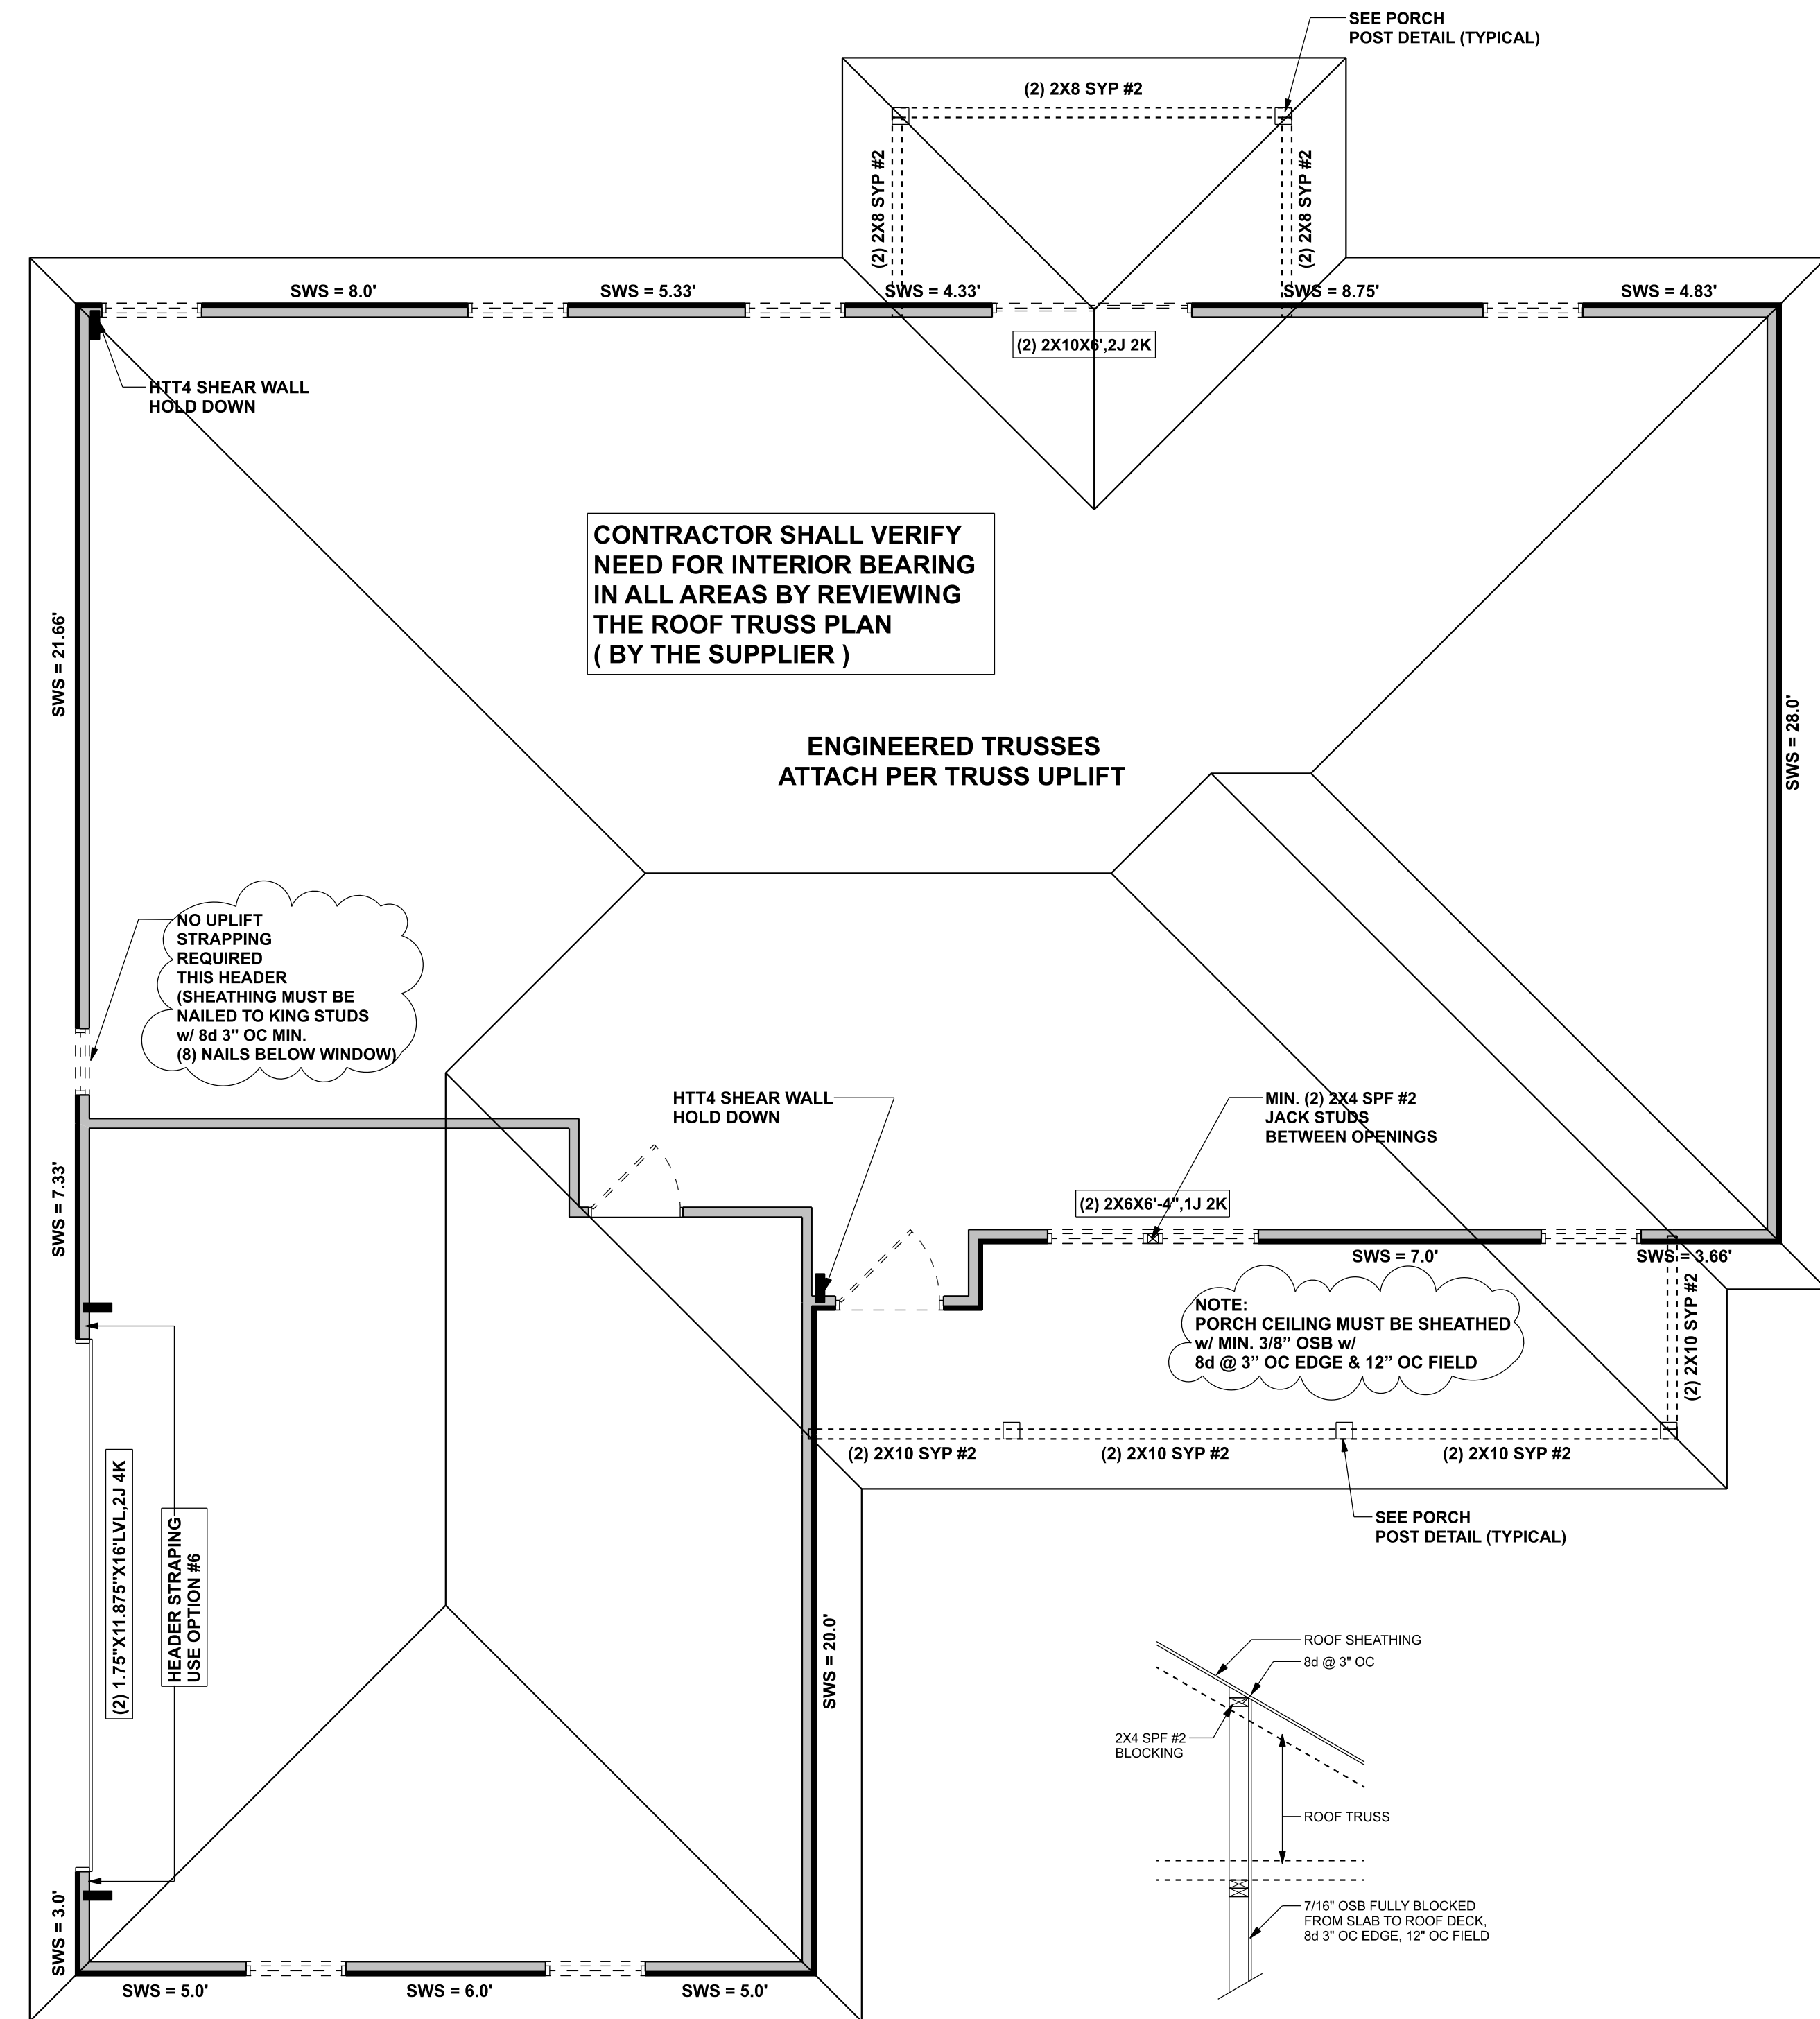 SEE PORCH
POST DETAIL (TYPICAL)
(2) 2X8 SYP #2
(2) 2X8 SYP #2
(2) 2X8 SYP #2
SWS = 8.0'
SWS = 5.33'
SWS = 4.33'
SWS = 8.75'
SWS = 4.83'
(2) 2X10X6',2J 2K
HTT4 SHEAR WALL
HOLD DOWN
CONTRACTOR SHALL VERIFY
NEED FOR INTERIOR BEARING
IN ALL AREAS BY REVIEWING
THE ROOF TRUSS PLAN
( BY THE SUPPLIER )
SWS = 21.66'
SWS = 28.0'
ENGINEERED TRUSSES
ATTACH PER TRUSS UPLIFT
NO UPLIFT
STRAPPING
REQUIRED
THIS HEADER
(SHEATHING MUST BE
NAILED TO KING STUDS
w/ 8d 3" OC MIN.
(8) NAILS BELOW WINDOW)
HTT4 SHEAR WALL
HOLD DOWN
MIN. (2) 2X4 SPF #2
JACK STUDS
BETWEEN OPENINGS
SWS = 7.33'
(2) 2X6X6'-4",1J 2K
SWS = 7.0'
SWS = 3.66'
NOTE:
PORCH CEILING MUST BE SHEATHED
w/ MIN. 3/8” OSB w/
8d @ 3” OC EDGE & 12” OC FIELD
(2) 2X10 SYP #2
(2) 2X10 SYP #2
(2) 2X10 SYP #2
(2) 2X10 SYP #2
SEE PORCH
POST DETAIL (TYPICAL)
(2) 1.75"X11.875"X16'LVL,2J 4K
HEADER STRAPING
USE OPTION #6
SWS = 20.0'
ROOF SHEATHING
8d @ 3" OC
2X4 SPF #2
BLOCKING
ROOF TRUSS
7/16" OSB FULLY BLOCKED
FROM SLAB TO ROOF DECK,
8d 3" OC EDGE, 12" OC FIELD
SWS = 3.0'
SWS = 5.0'
SWS = 6.0'
SWS = 5.0'